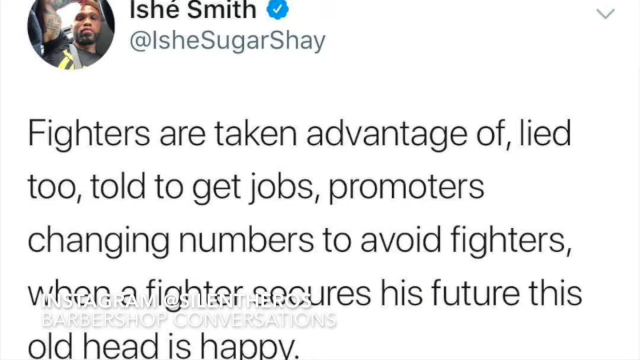 Ishé Smith
@IsheSugarShay
Fighters are taken advantage of, lied
too, told to get jobs, promoters
changing numbers to avoid fighters,
when a fighter secures his future this
INSTAGRAM @SILENTHEROS
BARBERSHOP CONVERSATIONS
old head is happy.